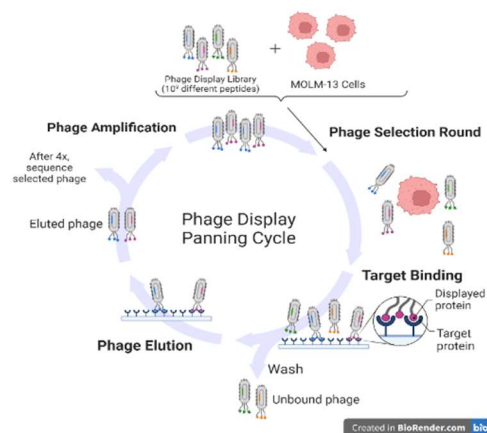 Phage Display Library
(10⁹ different peptides)
+
MOLM-13 Cells
Phage Amplification
Phage Selection Round
After 4x,
sequence
selected phage
Eluted phage
Phage Display
Panning Cycle
Target Binding
Displayed
protein
Target
protein
Phage Elution
Wash
Unbound phage
Created in BioRender.com
bio